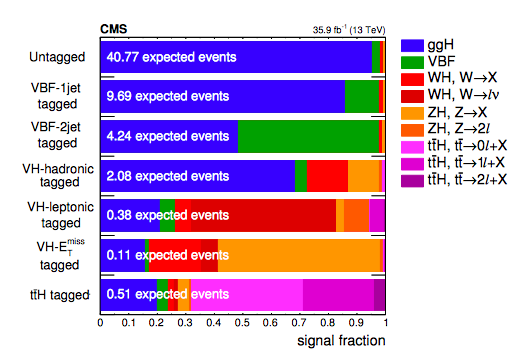 CMS 35.9 fb⁻¹ (13 TeV)
Untagged 40.77 expected events
VBF-1jet
tagged 9.69 expected events
VBF-2jet
tagged 4.24 expected events
VH-hadronic
tagged 2.08 expected events
VH-leptonic
tagged 0.38 expected events
VH-E_T^miss
tagged 0.11 expected events
tt̄H tagged 0.51 expected events
0 0.1 0.2 0.3 0.4 0.5 0.6 0.7 0.8 0.9 1
signal fraction
ggH
VBF
WH, W→X
WH, W→lν
ZH, Z→X
ZH, Z→2l
tt̄H, tt̄→0l+X
tt̄H, tt̄→1l+X
tt̄H, tt̄→2l+X